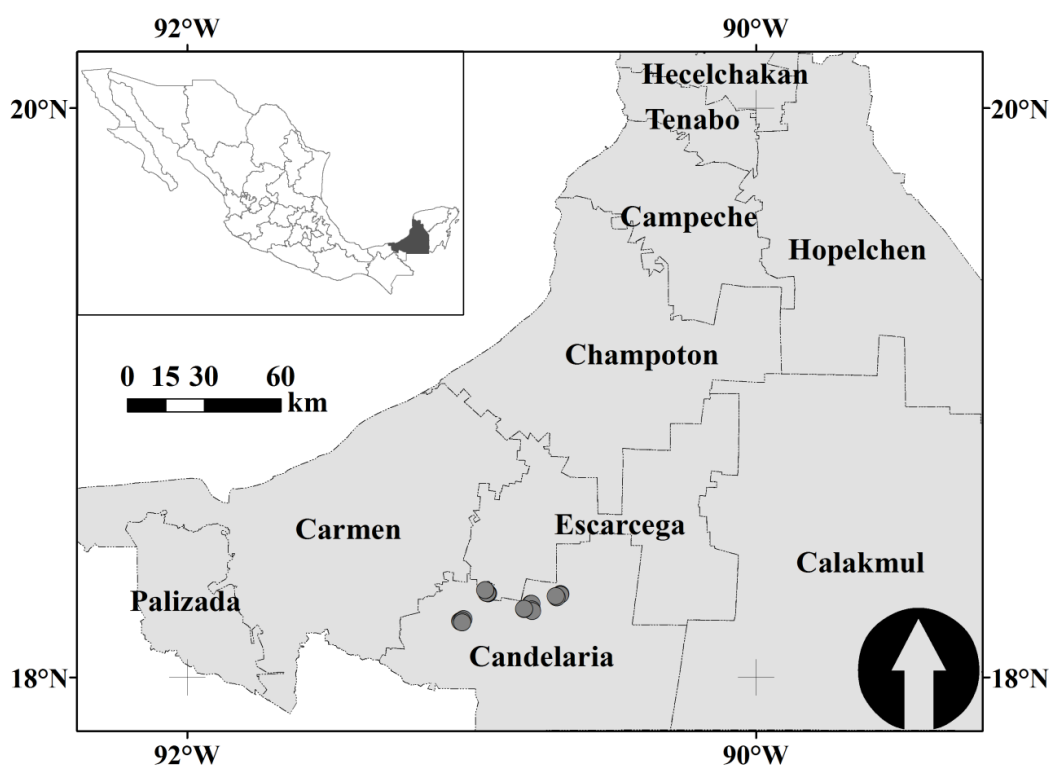 92°W 90°W
Hecelchakan
20°N 20°N
Tenabo
Campeche
Hopelchen
Champoton
0 15 30 60
km
Escarcega
Carmen
Calakmul
Palizada
Candelaria
18°N 18°N
92°W 90°W